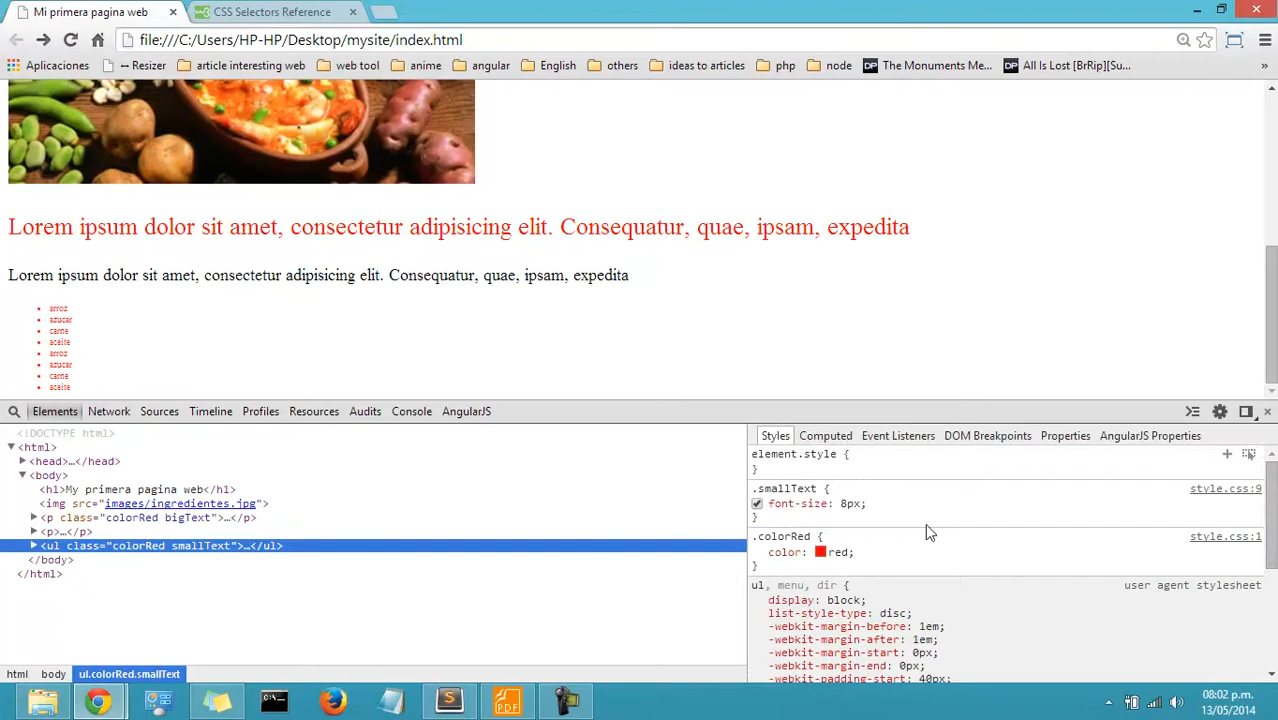 Mi primera pagina web × CSS Selectors Reference ×
file:///C:/Users/HP-HP/Desktop/mysite/index.html
Aplicaciones ↔ Resizer article interesting web web tool anime angular English others ideas to articles php node DP The Monuments Me... DP All Is Lost [BrRip][Su... »
Lorem ipsum dolor sit amet, consectetur adipisicing elit. Consequatur, quae, ipsam, expedita
Lorem ipsum dolor sit amet, consectetur adipisicing elit. Consequatur, quae, ipsam, expedita
• arroz
• azucar
• carne
• aceite
• arroz
• azucar
• carne
• aceite
Elements Network Sources Timeline Profiles Resources Audits Console AngularJS
<!DOCTYPE html>
<html>
<head>…</head>
<body>
<h1>My primera pagina web</h1>
<img src="images/ingredientes.jpg">
<p class="colorRed bigText">…</p>
<p>…</p>
<ul class="colorRed smallText">…</ul>
</body>
</html>
html body ul.colorRed.smallText
Styles Computed Event Listeners DOM Breakpoints Properties AngularJS Properties
element.style {
}
.smallText { style.css:9
font-size: 8px;
}
.colorRed { style.css:1
color: red;
}
ul, menu, dir { user agent stylesheet
display: block;
list-style-type: disc;
-webkit-margin-before: 1em;
-webkit-margin-after: 1em;
-webkit-margin-start: 0px;
-webkit-margin-end: 0px;
-webkit-padding-start: 40px;
PDF
08:02 p.m.
13/05/2014